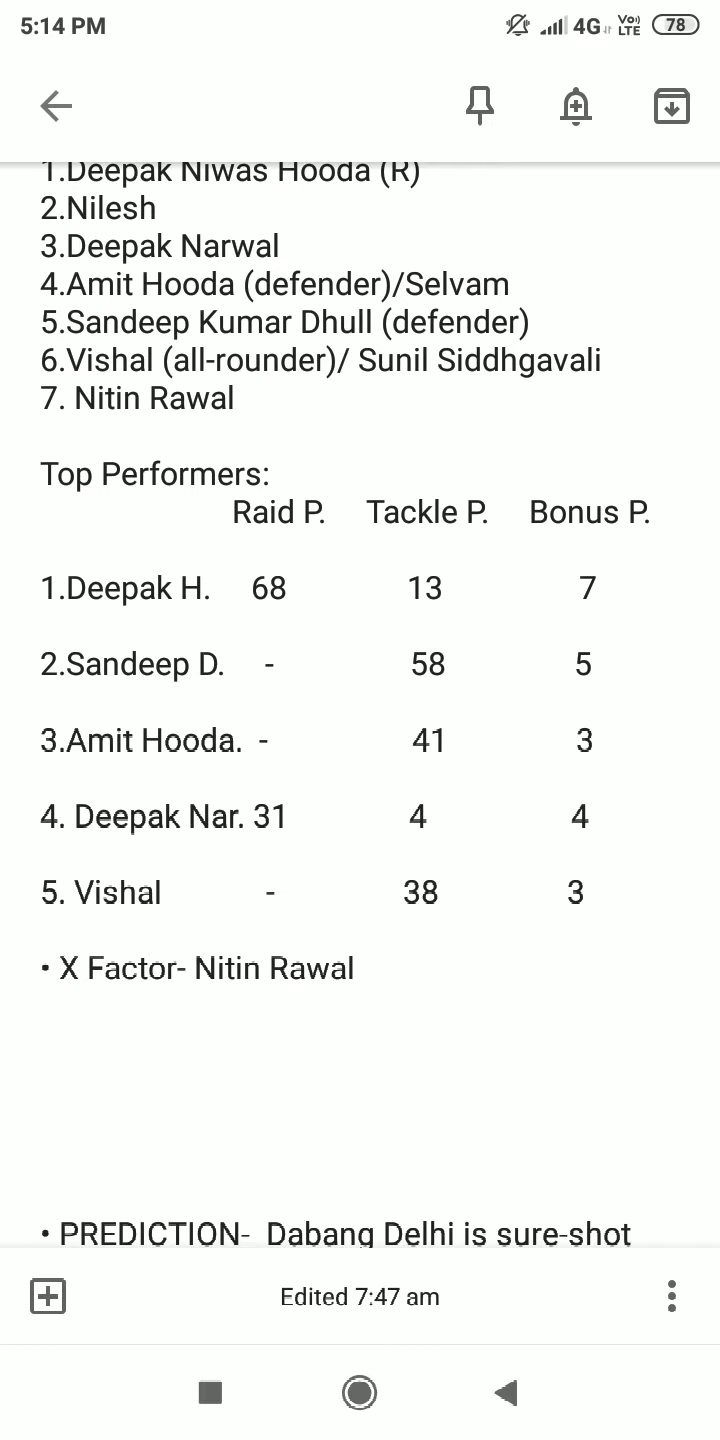 5:14 PM 4G Vo) LTE 78
1.Deepak Niwas Hooda (R)
2.Nilesh
3.Deepak Narwal
4.Amit Hooda (defender)/Selvam
5.Sandeep Kumar Dhull (defender)
6.Vishal (all-rounder)/ Sunil Siddhgavali
7. Nitin Rawal
Top Performers:
Raid P. Tackle P. Bonus P.
1.Deepak H. 68 13 7
2.Sandeep D. - 58 5
3.Amit Hooda. - 41 3
4. Deepak Nar. 31 4 4
5. Vishal - 38 3
• X Factor- Nitin Rawal
• PREDICTION- Dabang Delhi is sure-shot
Edited 7:47 am